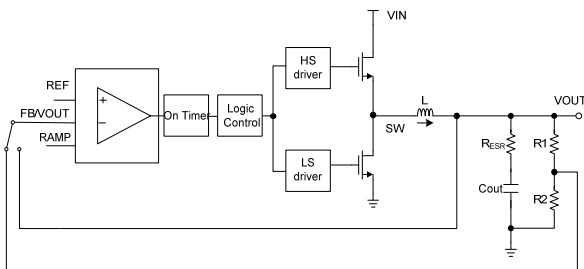 VIN
HS
driver
REF
+
FB/VOUT
−
RAMP
On Timer
Logic
Control
L
VOUT
SW
LS
driver
RESR
R1
Cout
R2